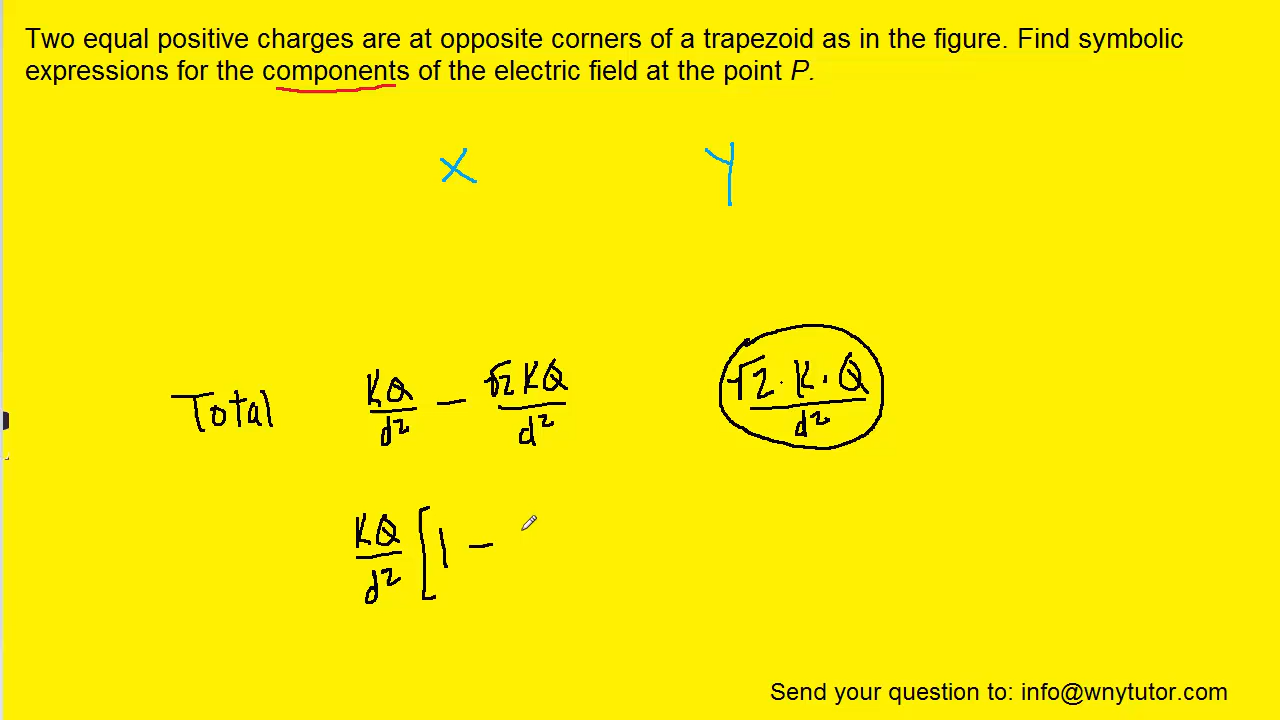 Two equal positive charges are at opposite corners of a trapezoid as in the figure. Find symbolic
expressions for the components of the electric field at the point P.
X Y
Total KQ/d² − √2KQ/d² √2·K·Q/d²
KQ/d² [1 −
Send your question to: info@wnytutor.com